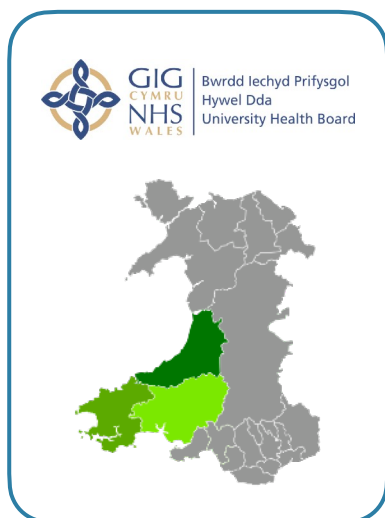 GIG
CYMRU
NHS
WALES
Bwrdd Iechyd Prifysgol
Hywel Dda
University Health Board